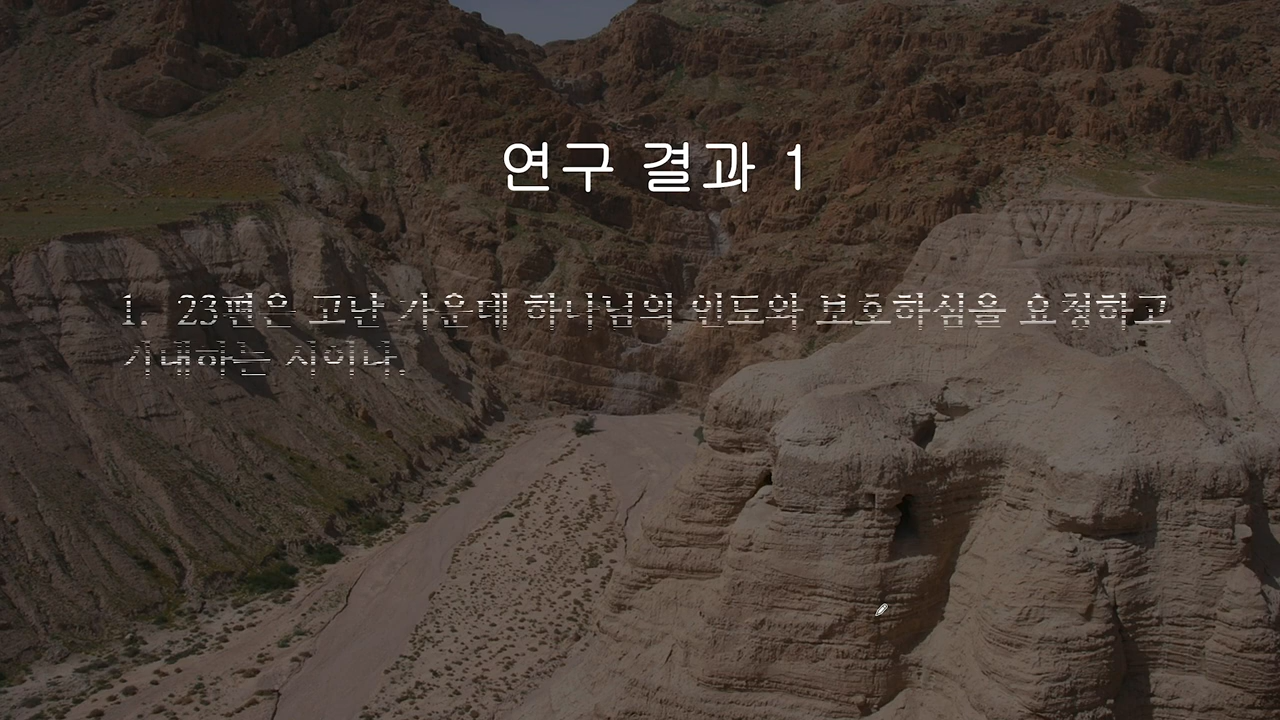 연구 결과 1
1. 23편은 고난 가운데 하나님의 인도와 보호하심을 요청하고
기대하는 시이다.